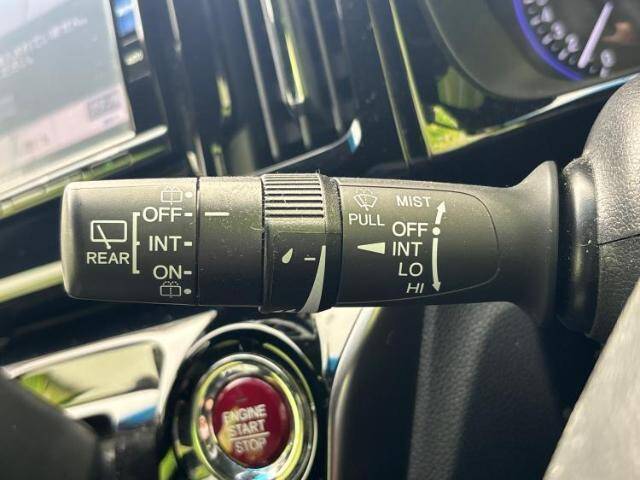 OFF
INT
REAR
ON
MIST
PULL
OFF
INT
LO
HI
ENGINE
START
STOP